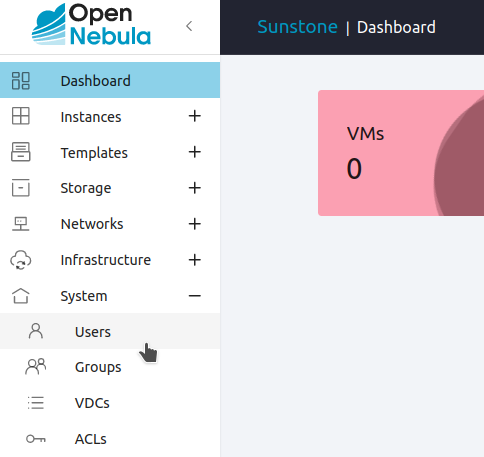 Open
Nebula
Sunstone | Dashboard
Dashboard
Instances
Templates
Storage
Networks
Infrastructure
System
Users
Groups
VDCs
ACLs
VMs
0